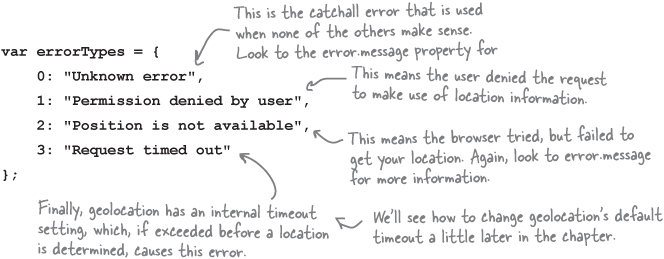 This is the catchall error that is used
when none of the others make sense.
Look to the error.message property for
var errorTypes = {
0: "Unknown error",
1: "Permission denied by user",
2: "Position is not available",
3: "Request timed out"
};
This means the user denied the request
to make use of location information.
This means the browser tried, but failed to
get your location. Again, look to error.message
for more information.
Finally, geolocation has an internal timeout
setting, which, if exceeded before a location
is determined, causes this error.
We'll see how to change geolocation's default
timeout a little later in the chapter.